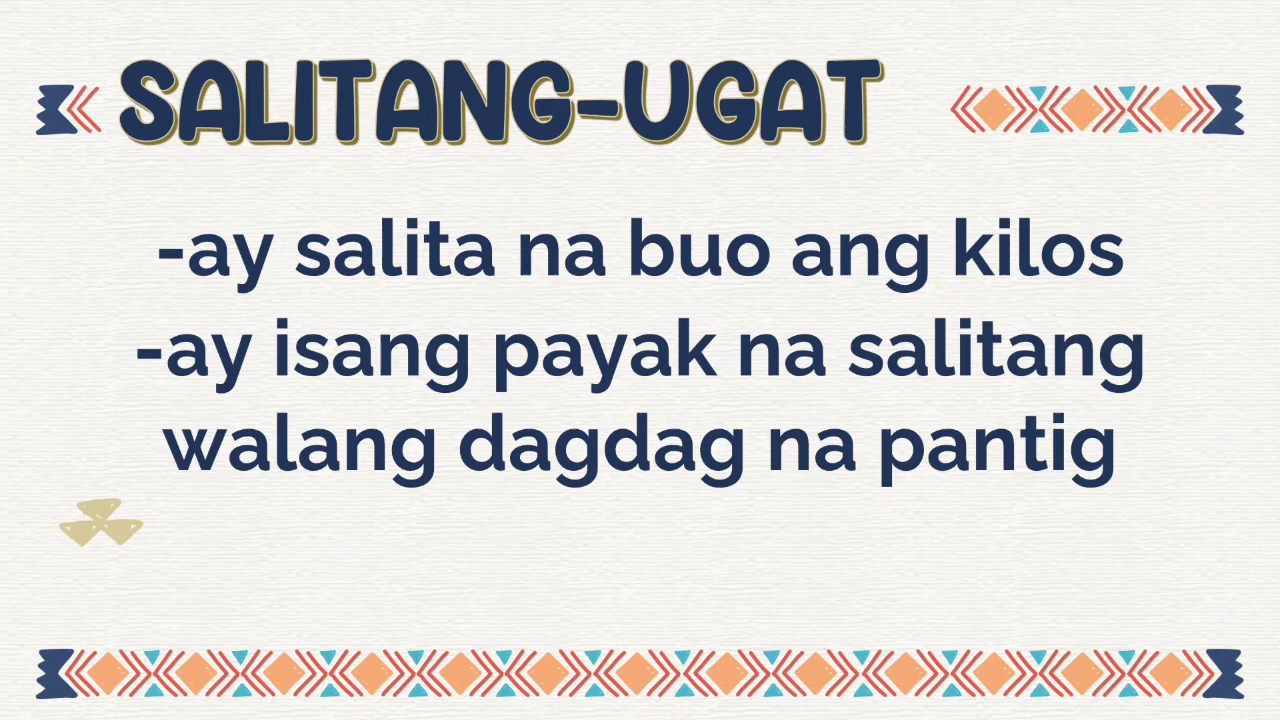 SALITANG-UGAT
-ay salita na buo ang kilos
-ay isang payak na salitang
walang dagdag na pantig